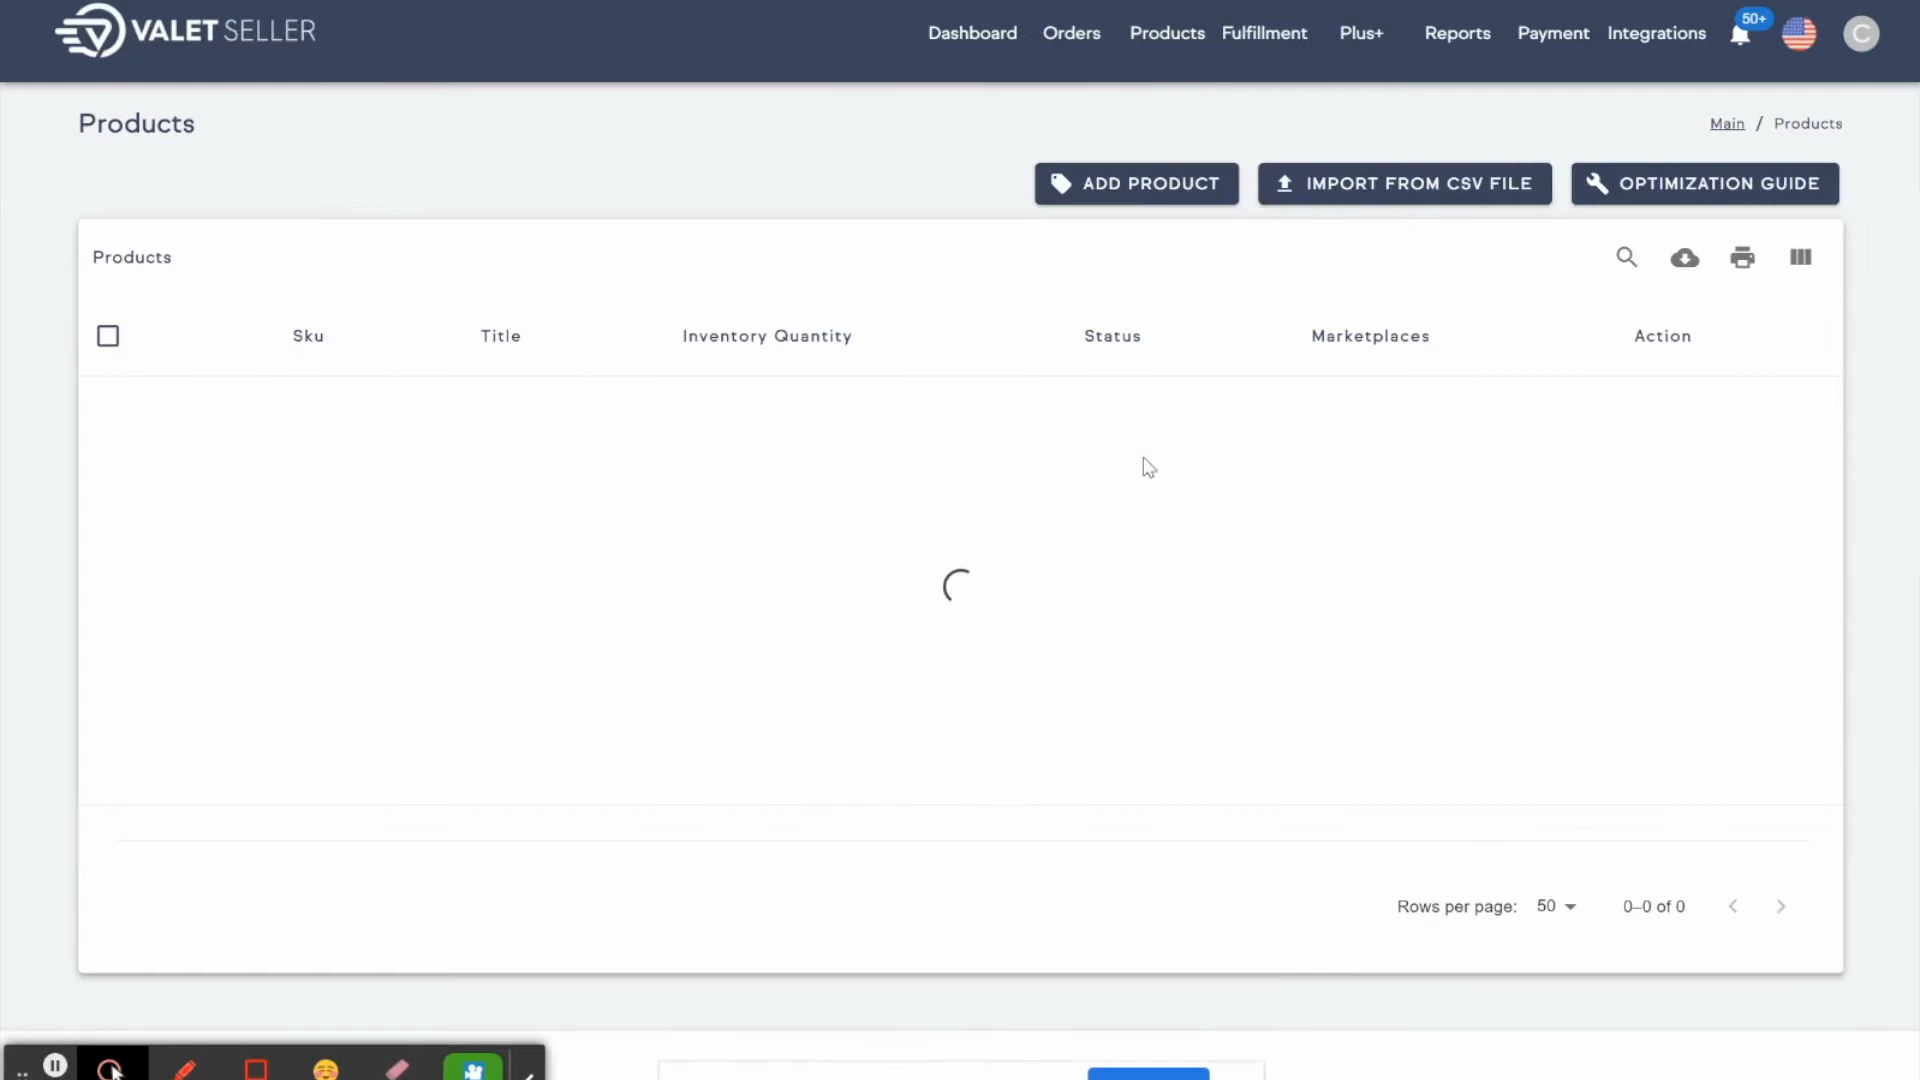 VALET SELLER
Dashboard Orders Products Fulfillment Plus+ Reports Payment Integrations 50+ C
Products
Main / Products
ADD PRODUCT IMPORT FROM CSV FILE OPTIMIZATION GUIDE
Products
Sku Title Inventory Quantity Status Marketplaces Action
Rows per page: 50 0–0 of 0